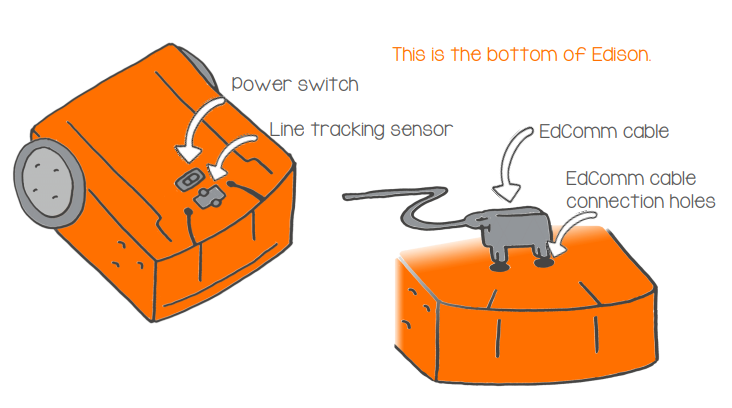 This is the bottom of Edison.
Power switch
Line tracking sensor
EdComm cable
EdComm cable
connection holes